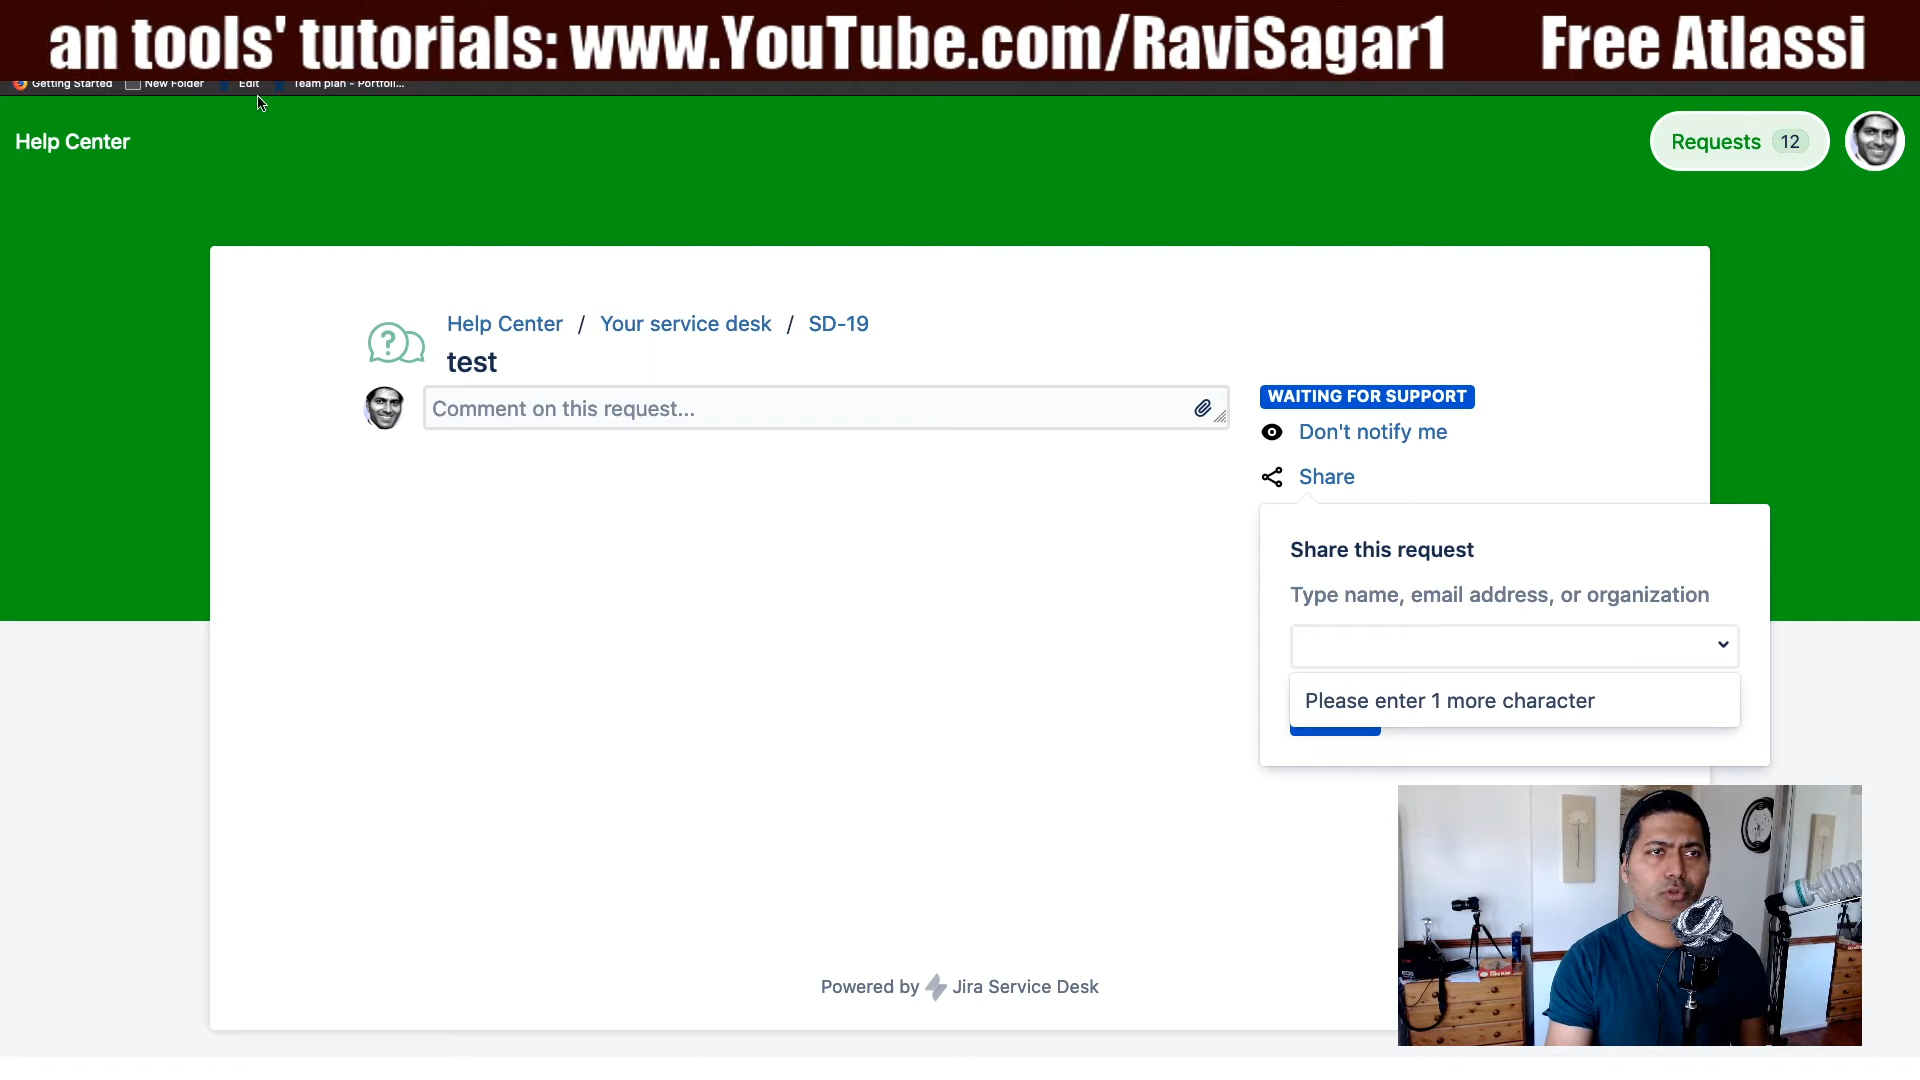 an tools' tutorials: www.YouTube.com/RaviSagar1 Free Atlassi
Getting Started New Folder Edit Team plan - Portfoli...
Help Center
Requests 12
Help Center / Your service desk / SD-19
test
Comment on this request...
WAITING FOR SUPPORT
Don't notify me
Share
Share this request
Type name, email address, or organization
Please enter 1 more character
Powered by Jira Service Desk